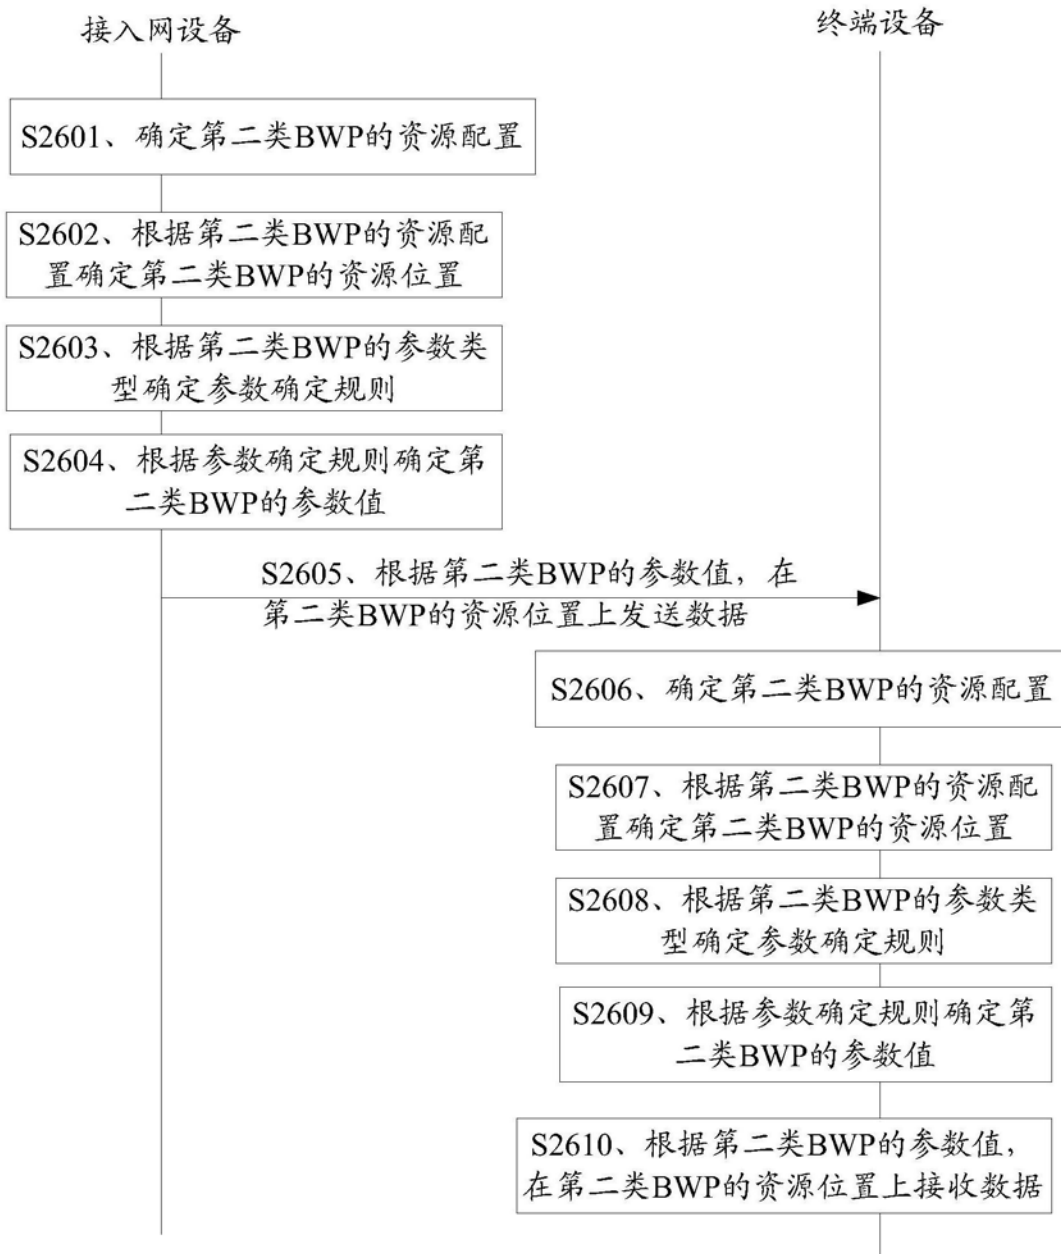 接入网设备
终端设备
S2601、确定第二类BWP的资源配置
S2602、根据第二类BWP的资源配
置确定第二类BWP的资源位置
S2603、根据第二类BWP的参数类
型确定参数确定规则
S2604、根据参数确定规则确定第
二类BWP的参数值
S2605、根据第二类BWP的参数值，在
第二类BWP的资源位置上发送数据
S2606、确定第二类BWP的资源配置
S2607、根据第二类BWP的资源配
置确定第二类BWP的资源位置
S2608、根据第二类BWP的参数类
型确定参数确定规则
S2609、根据参数确定规则确定第
二类BWP的参数值
S2610、根据第二类BWP的参数值，
在第二类BWP的资源位置上接收数据